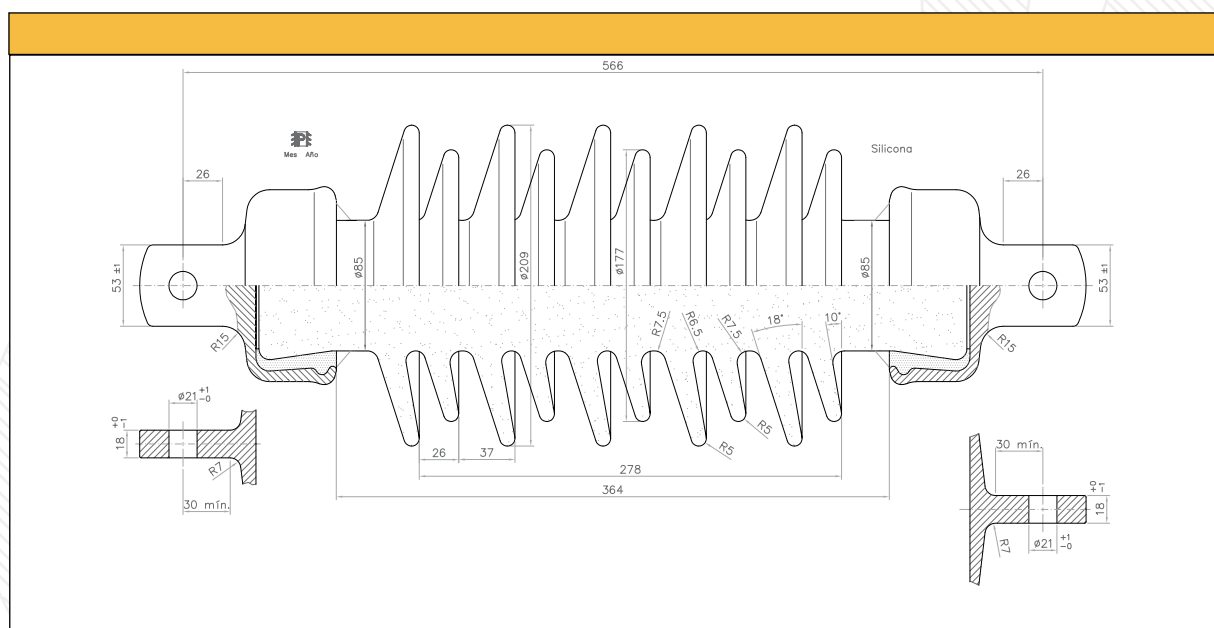 566
P
Mes Año
Silicona
26
26
53 ±1
ø85
ø209
ø177
ø85
53 ±1
R15
R7.5
R6.5
R7.5
18°
10°
R15
ø21 +1 -0
18 +0 -1
R7
30 mín.
26
37
R5
R5
278
364
30 mín.
18 +0 -1
R7
ø21 +1 -0